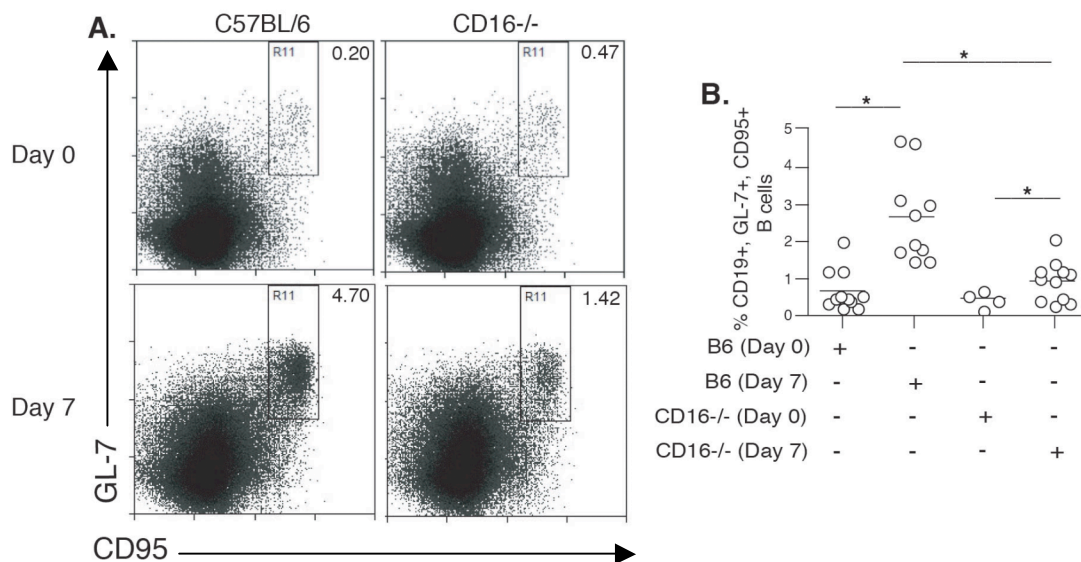 A.
C57BL/6
CD16-/-
Day 0
R11
0.20
R11
0.47
Day 7
R11
4.70
R11
1.42
GL-7
CD95
B.
* * *
% CD19+, GL-7+, CD95+
B cells
5
4
3
2
1
0
B6 (Day 0) + - - -
B6 (Day 7) - + - -
CD16-/- (Day 0) - - + -
CD16-/- (Day 7) - - - +